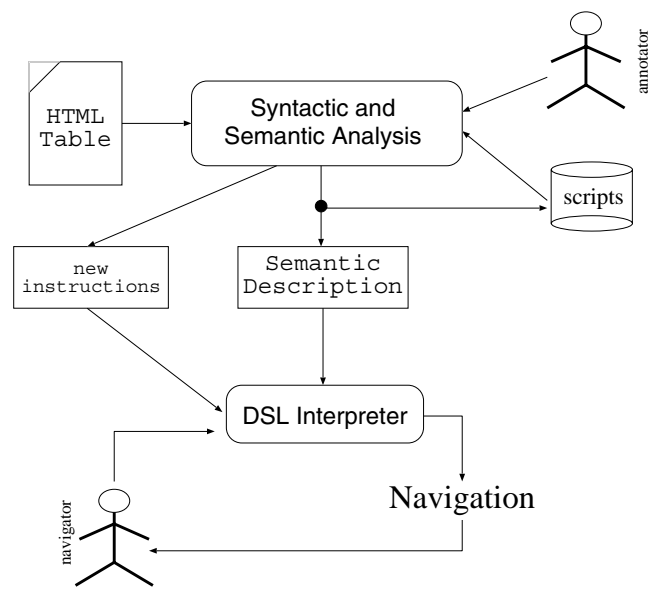 annotator
HTML
Table
Syntactic and
Semantic Analysis
scripts
new
instructions
Semantic
Description
DSL Interpreter
Navigation
navigator